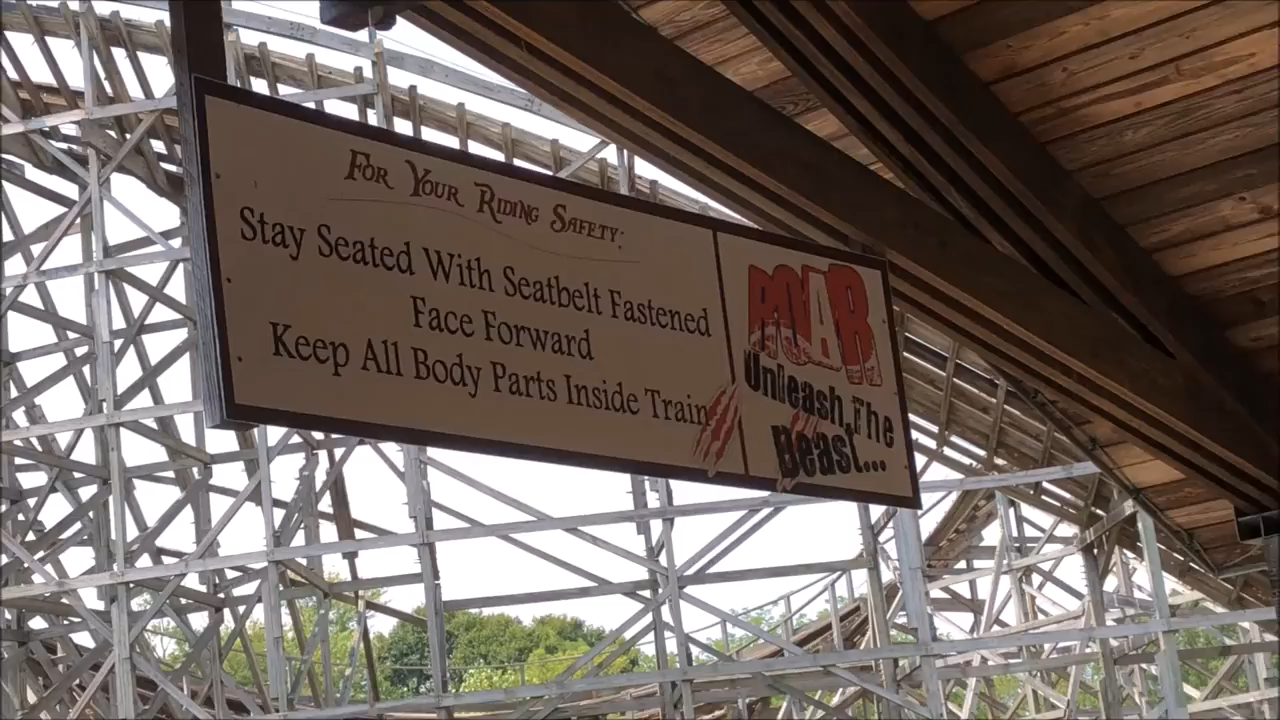 For Your Riding Safety:
Stay Seated With Seatbelt Fastened
Face Forward
Keep All Body Parts Inside Train
ROAR
Unleash The
Beast...